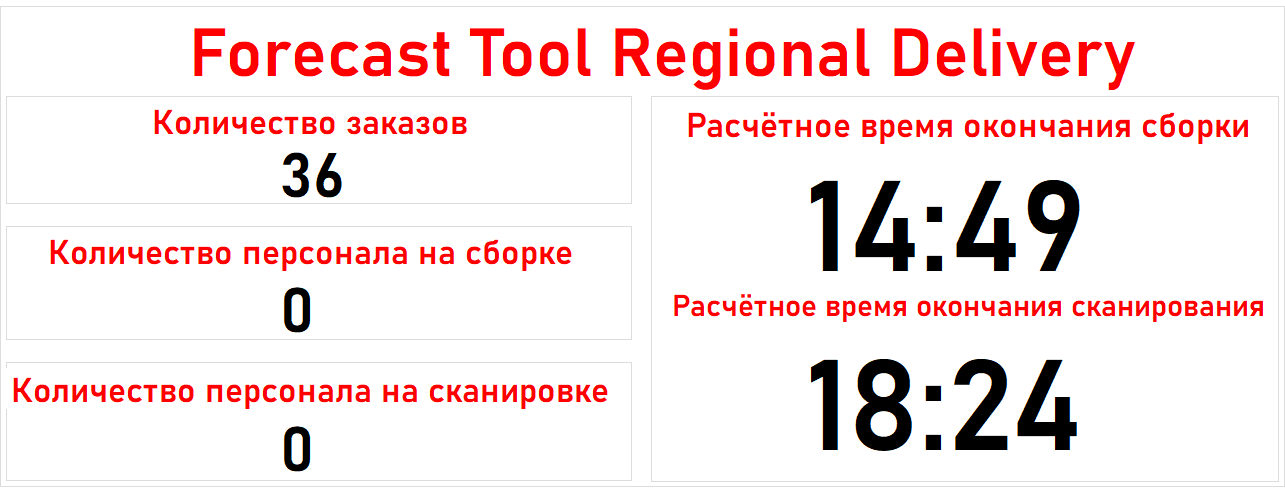 Forecast Tool Regional Delivery
Количество заказов
36
Количество персонала на сборке
0
Количество персонала на сканировке
0
Расчётное время окончания сборки
14:49
Расчётное время окончания сканирования
18:24